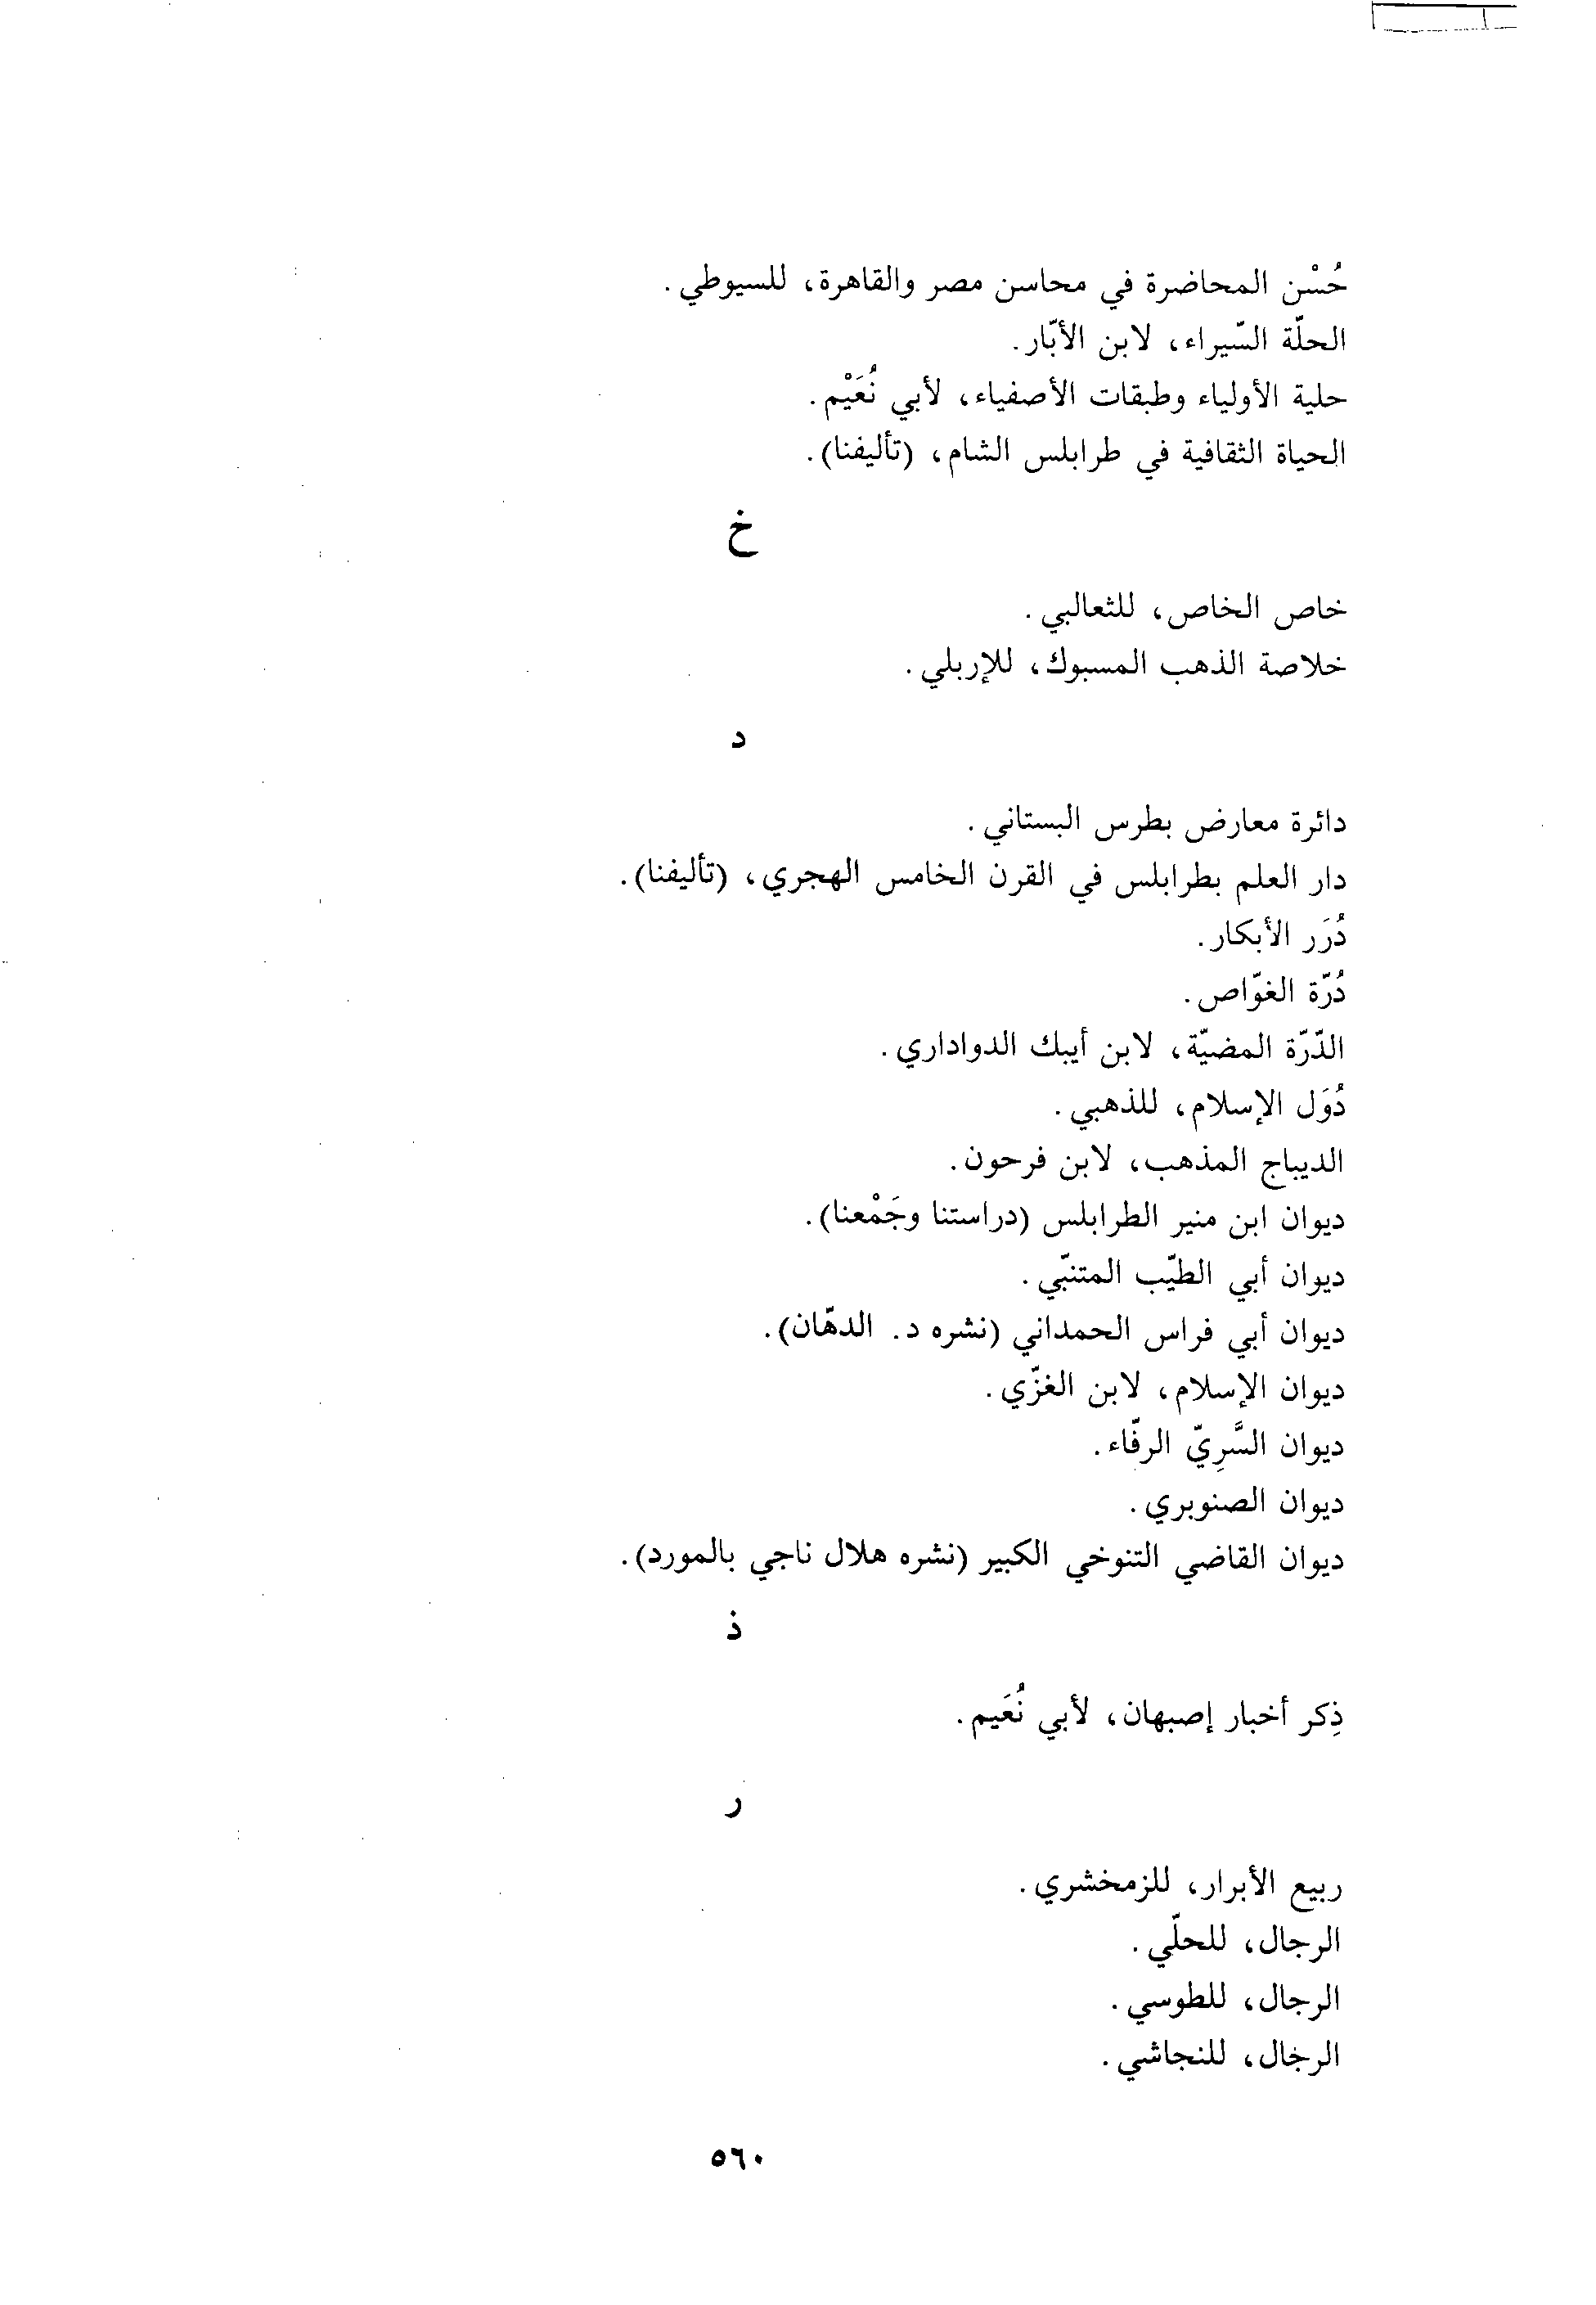 حُسْن المحاضرة في محاسن مصر والقاهرة، للسيوطي.
الحلّة السّيراء، لابن الأبّار.
حلية الأولياء وطبقات الأصفياء، لأبي نُعَيْم.
الحياة الثقافية في طرابلس الشام، (تأليفنا).
خ
خاص الخاص، للثعالبي.
خلاصة الذهب المسبوك، للإربلي.
د
دائرة معارض بطرس البستاني.
دار العلم بطرابلس في القرن الخامس الهجري، (تأليفنا).
دُرَر الأبكار.
دُرّة الغوّاص.
الدّرّة المضيّة، لابن أيبك الدواداري.
دُوَل الإسلام، للذهبي.
الديباج المذهب، لابن فرحون.
ديوان ابن منير الطرابلس (دراستنا وجَمْعنا).
ديوان أبي الطيّب المتنبّي.
ديوان أبي فراس الحمداني (نشره د. الدهّان).
ديوان الإسلام، لابن الغزّي.
ديوان السَّرِيّ الرفّاء.
ديوان الصنوبري.
ديوان القاضي التنوخي الكبير (نشره هلال ناجي بالمورد).
ذ
ذِكر أخبار إصبهان، لأبي نُعَيم.
ر
ربيع الأبرار، للزمخشري.
الرجال، للحلّي.
الرجال، للطوسي.
الرخال، للنجاشي.
٥٦٠